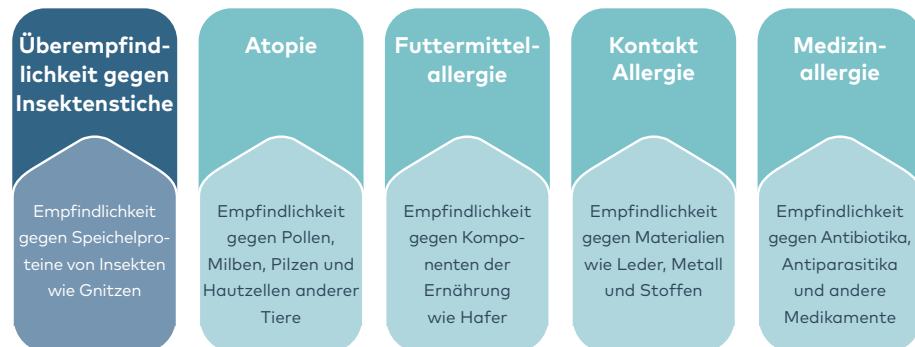 Überempfind-
lichkeit gegen
Insektenstiche
Empfindlichkeit
gegen Speichelpro-
teine von Insekten
wie Gnitzen
Atopie
Empfindlichkeit
gegen Pollen,
Milben, Pilzen und
Hautzellen anderer
Tiere
Futtermittel-
allergie
Empfindlichkeit
gegen Kompo-
nenten der
Ernährung
wie Hafer
Kontakt
Allergie
Empfindlichkeit
gegen Materialien
wie Leder, Metall
und Stoffen
Medizin-
allergie
Empfindlichkeit
gegen Antibiotika,
Antiparasitika
und andere
Medikamente